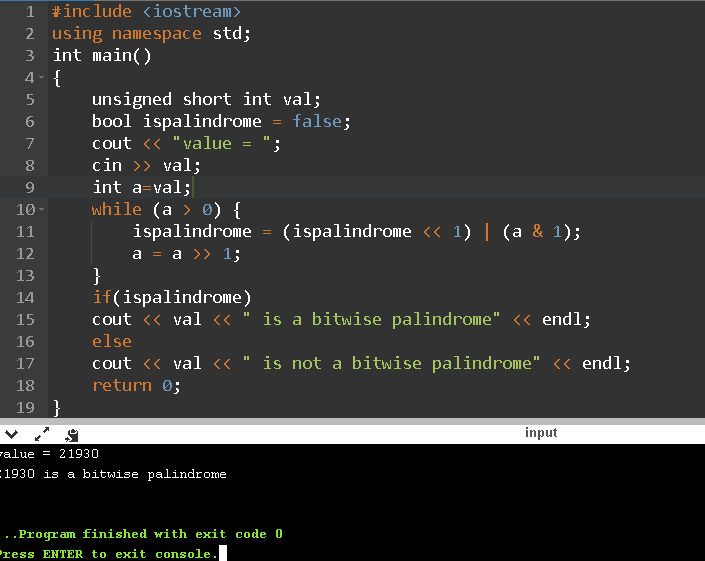 1 #include <iostream>
2 using namespace std;
3 int main()
4 {
5 unsigned short int val;
6 bool ispalindrome = false;
7 cout << "value = ";
8 cin >> val;
9 int a=val;
10 while (a > 0) {
11 ispalindrome = (ispalindrome << 1) | (a & 1);
12 a = a >> 1;
13 }
14 if(ispalindrome)
15 cout << val << " is a bitwise palindrome" << endl;
16 else
17 cout << val << " is not a bitwise palindrome" << endl;
18 return 0;
19 }
input
value = 21930
21930 is a bitwise palindrome
..Program finished with exit code 0
Press ENTER to exit console.